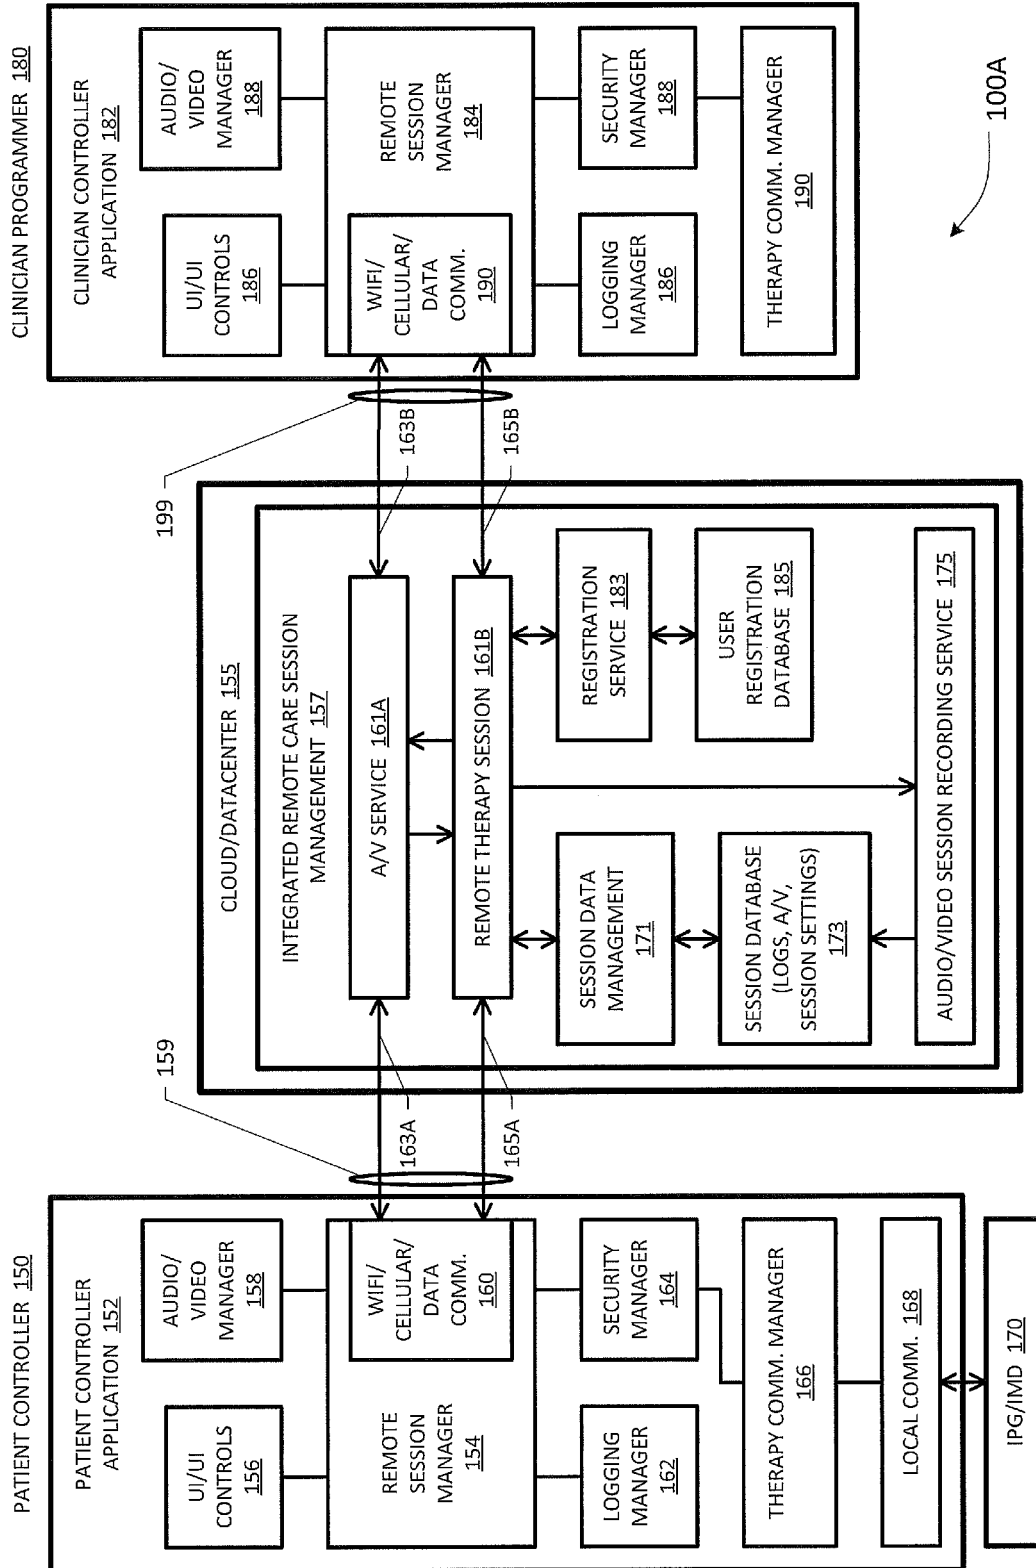 PATIENT CONTROLLER 150
PATIENT CONTROLLER
APPLICATION 152
UI/UI
CONTROLS
156
AUDIO/
VIDEO
MANAGER
158
REMOTE
SESSION
MANAGER
154
WIFI/
CELLULAR/
DATA
COMM.
160
LOGGING
MANAGER
162
SECURITY
MANAGER
164
THERAPY COMM. MANAGER
166
LOCAL COMM. 168
IPG/IMD 170
159
163A
165A
CLOUD/DATACENTER 155
INTEGRATED REMOTE CARE SESSION
MANAGEMENT 157
A/V SERVICE 161A
REMOTE THERAPY SESSION 161B
SESSION DATA
MANAGEMENT
171
REGISTRATION
SERVICE 183
SESSION DATABASE
(LOGS, A/V,
SESSION SETTINGS)
173
USER
REGISTRATION
DATABASE 185
AUDIO/VIDEO SESSION RECORDING SERVICE 175
199
163B
165B
CLINICIAN PROGRAMMER 180
CLINICIAN CONTROLLER
APPLICATION 182
UI/UI
CONTROLS
186
AUDIO/
VIDEO
MANAGER
188
WIFI/
CELLULAR/
DATA
COMM.
190
REMOTE
SESSION
MANAGER
184
LOGGING
MANAGER
186
SECURITY
MANAGER
188
THERAPY COMM. MANAGER
190
100A